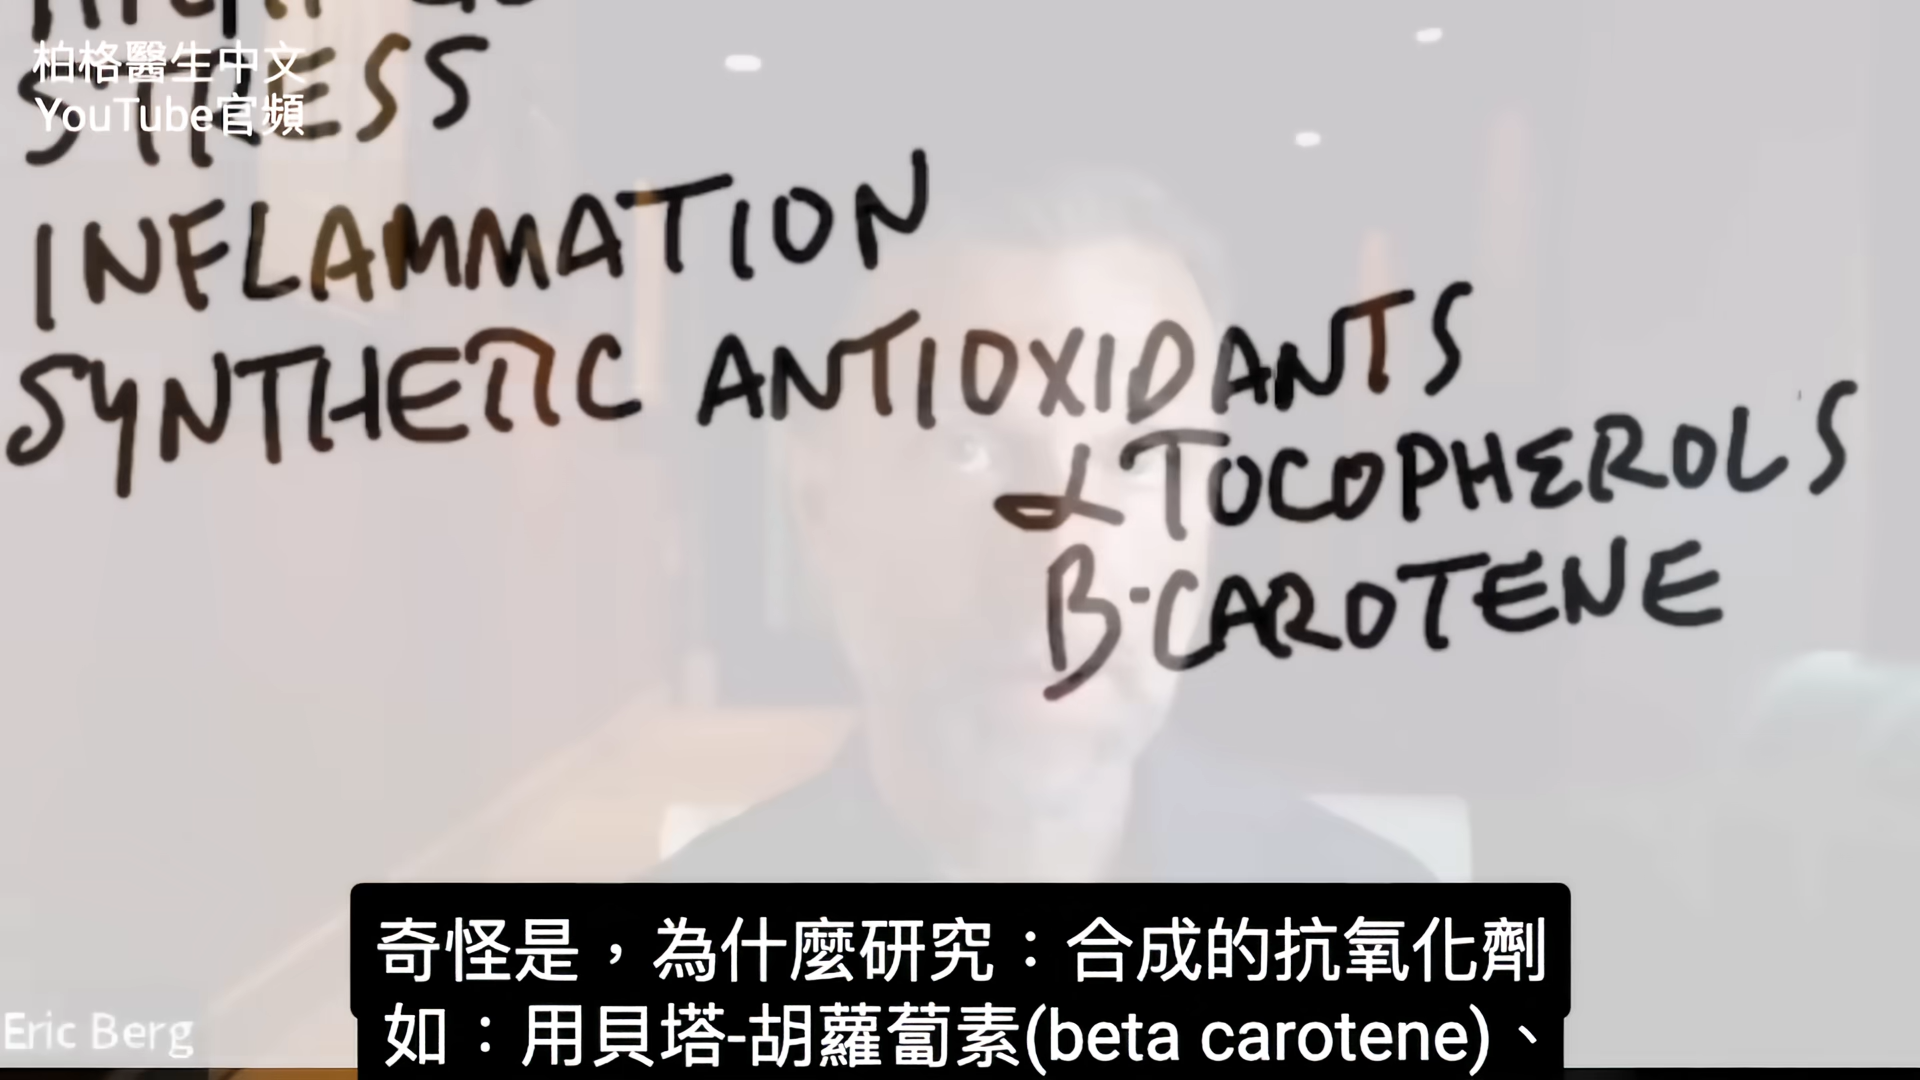 柏格醫生中文
YouTube官頻
STRESS
INFLAMMATION
SYNTHETIC ANTIOXIDANTS
α TOCOPHEROLS
B-CAROTENE
奇怪是，為什麼研究：合成的抗氧化劑
如：用貝塔-胡蘿蔔素(beta carotene)、
Eric Berg